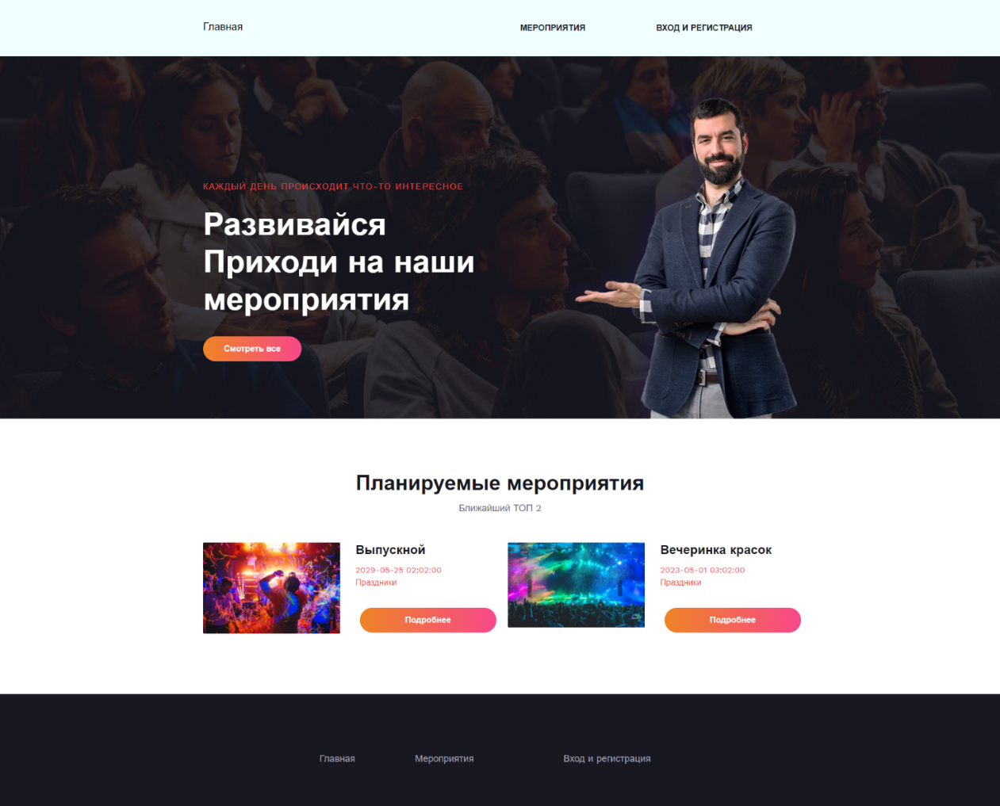 Главная
МЕРОПРИЯТИЯ
ВХОД И РЕГИСТРАЦИЯ
КАЖДЫЙ ДЕНЬ ПРОИСХОДИТ ЧТО-ТО ИНТЕРЕСНОЕ
Развивайся
Приходи на наши
мероприятия
Смотреть все
Планируемые мероприятия
Ближайший ТОП 2
Выпускной
2029-05-25 02:02:00
Праздники
Подробнее
Вечеринка красок
2023-05-01 03:02:00
Праздники
Подробнее
Главная
Мероприятия
Вход и регистрация